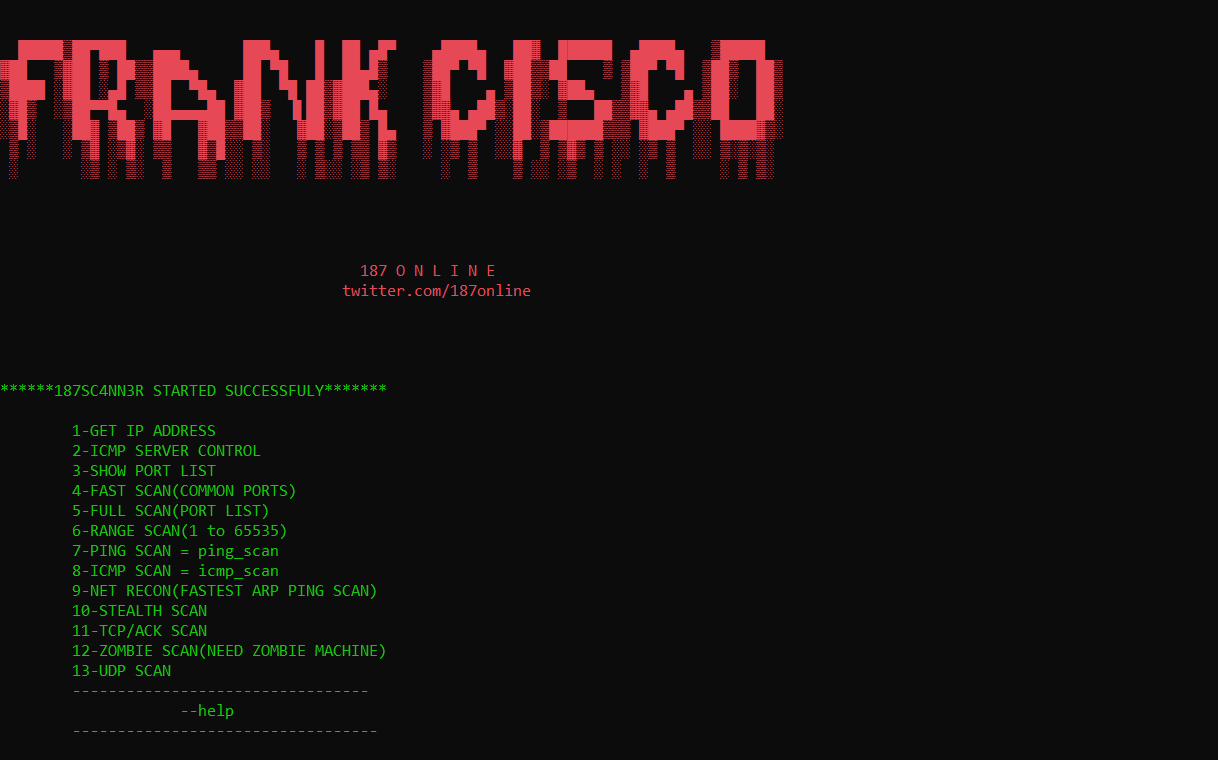 FRANK CISCO
187 O N L I N E
twitter.com/187online
******187SC4NN3R STARTED SUCCESSFULY*******
1-GET IP ADDRESS
2-ICMP SERVER CONTROL
3-SHOW PORT LIST
4-FAST SCAN(COMMON PORTS)
5-FULL SCAN(PORT LIST)
6-RANGE SCAN(1 to 65535)
7-PING SCAN = ping_scan
8-ICMP SCAN = icmp_scan
9-NET RECON(FASTEST ARP PING SCAN)
10-STEALTH SCAN
11-TCP/ACK SCAN
12-ZOMBIE SCAN(NEED ZOMBIE MACHINE)
13-UDP SCAN
---------------------------------
--help
----------------------------------